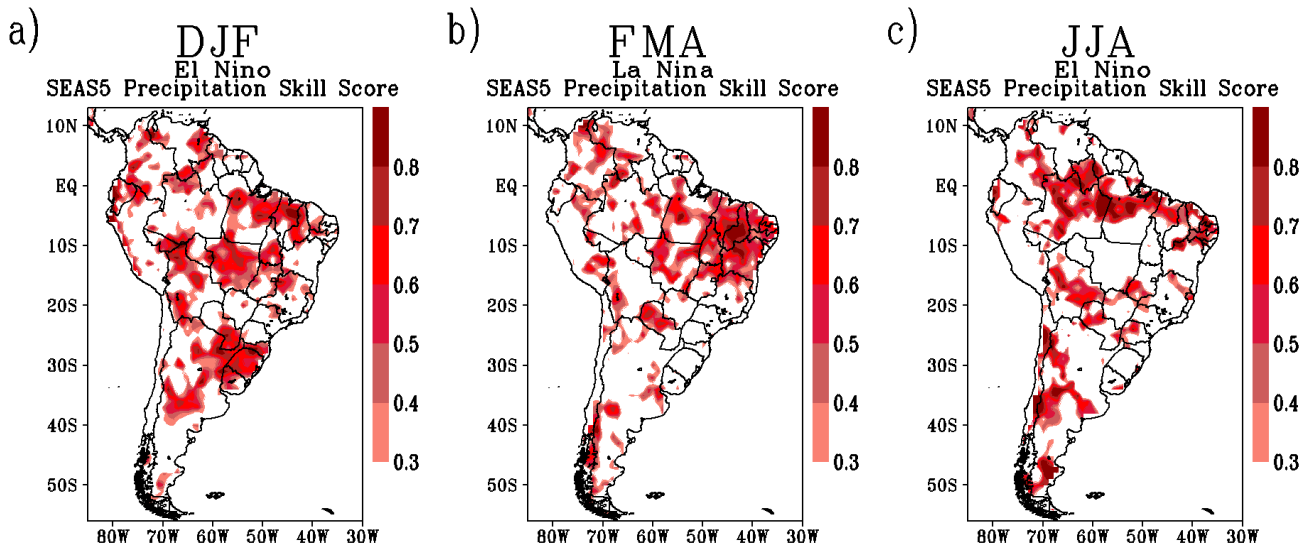 a)
DJF
El Nino
SEAS5 Precipitation Skill Score
10N
EQ
10S
20S
30S
40S
50S
80W 70W 60W 50W 40W 30W
0.8
0.7
0.6
0.5
0.4
0.3
b)
FMA
La Nina
SEAS5 Precipitation Skill Score
10N
EQ
10S
20S
30S
40S
50S
80W 70W 60W 50W 40W 30W
0.8
0.7
0.6
0.5
0.4
0.3
c)
JJA
El Nino
SEAS5 Precipitation Skill Score
10N
EQ
10S
20S
30S
40S
50S
80W 70W 60W 50W 40W 30W
0.8
0.7
0.6
0.5
0.4
0.3